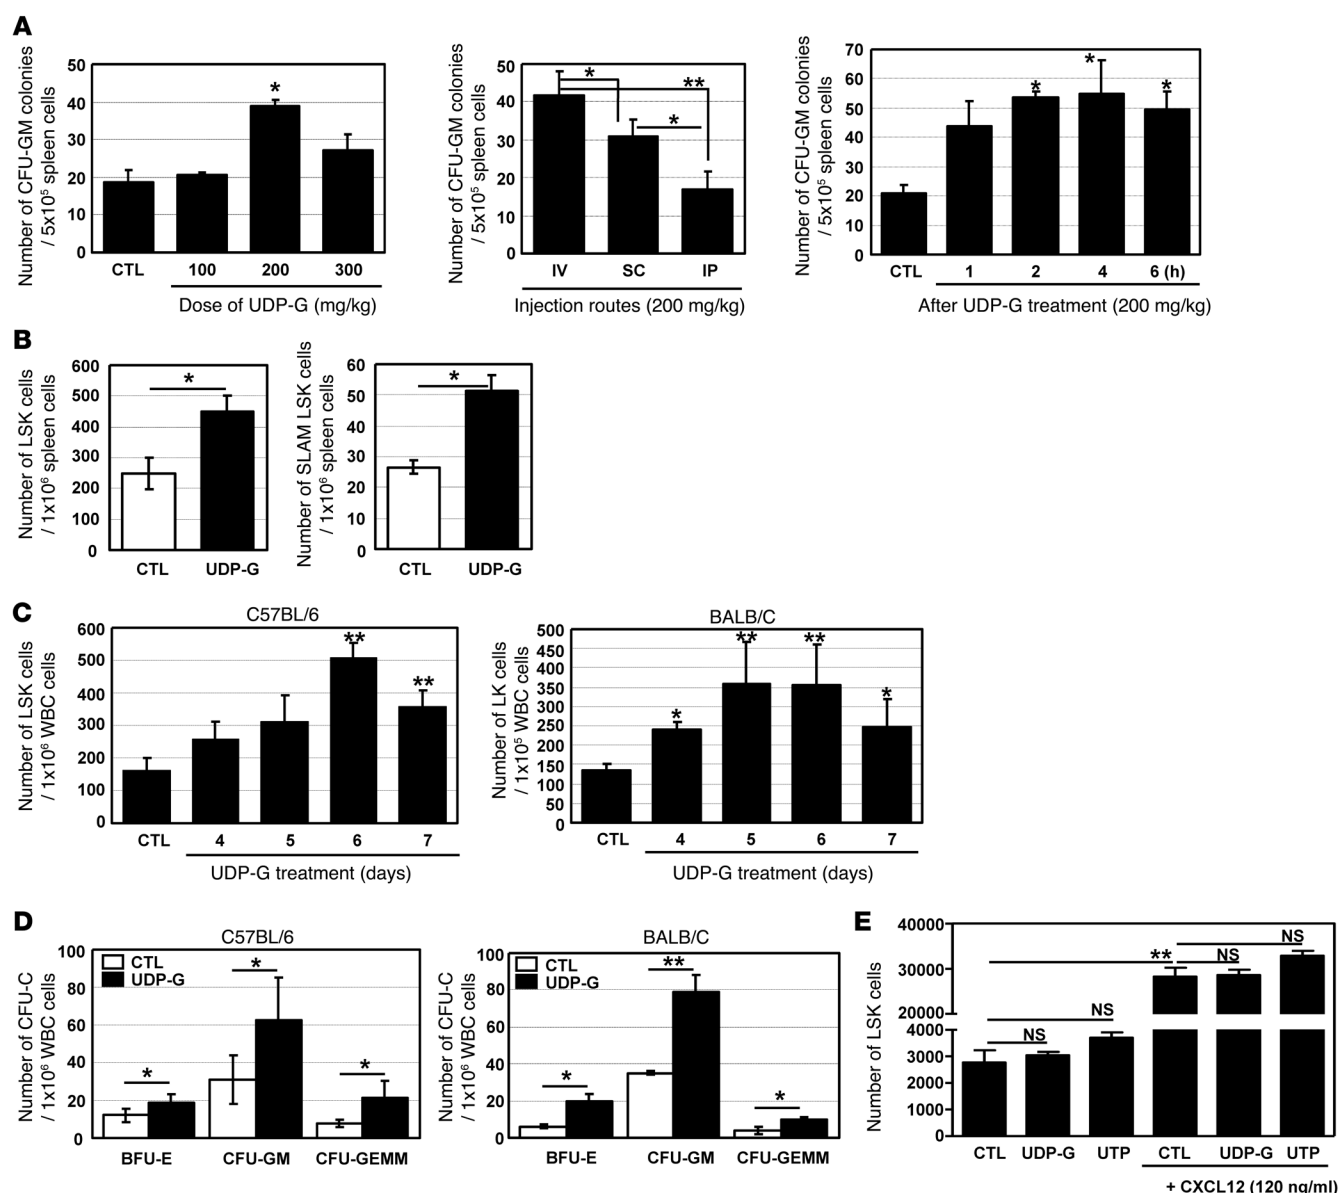 A
Number of CFU-GM colonies
/ 5x10⁵ spleen cells
50
40
30
20
10
0
*
CTL 100 200 300
Dose of UDP-G (mg/kg)
Number of CFU-GM colonies
/ 5x10⁵ spleen cells
50
40
30
20
10
0
* ** *
IV SC IP
Injection routes (200 mg/kg)
Number of CFU-GM colonies
/ 5x10⁵ spleen cells
70
60
50
40
30
20
10
0
* * *
CTL 1 2 4 6 (h)
After UDP-G treatment (200 mg/kg)
B
Number of LSK cells
/ 1x10⁶ spleen cells
600
500
400
300
200
100
0
*
CTL UDP-G
Number of SLAM LSK cells
/ 1x10⁶ spleen cells
60
50
40
30
20
10
0
*
CTL UDP-G
C
C57BL/6
Number of LSK cells
/ 1x10⁶ WBC cells
600
500
400
300
200
100
0
** **
CTL 4 5 6 7
UDP-G treatment (days)
BALB/C
Number of LK cells
/ 1x10⁵ WBC cells
500
450
400
350
300
250
200
150
100
50
0
* ** ** *
CTL 4 5 6 7
UDP-G treatment (days)
D
C57BL/6
Number of CFU-C
/ 1x10⁶ WBC cells
100
80
60
40
20
0
CTL
UDP-G
* * *
BFU-E CFU-GM CFU-GEMM
BALB/C
Number of CFU-C
/ 1x10⁶ WBC cells
100
80
60
40
20
0
CTL
UDP-G
* ** *
BFU-E CFU-GM CFU-GEMM
E
Number of LSK cells
40000
30000
20000
4000
3000
2000
1000
0
NS NS ** NS NS
CTL UDP-G UTP CTL UDP-G UTP
+ CXCL12 (120 ng/ml)